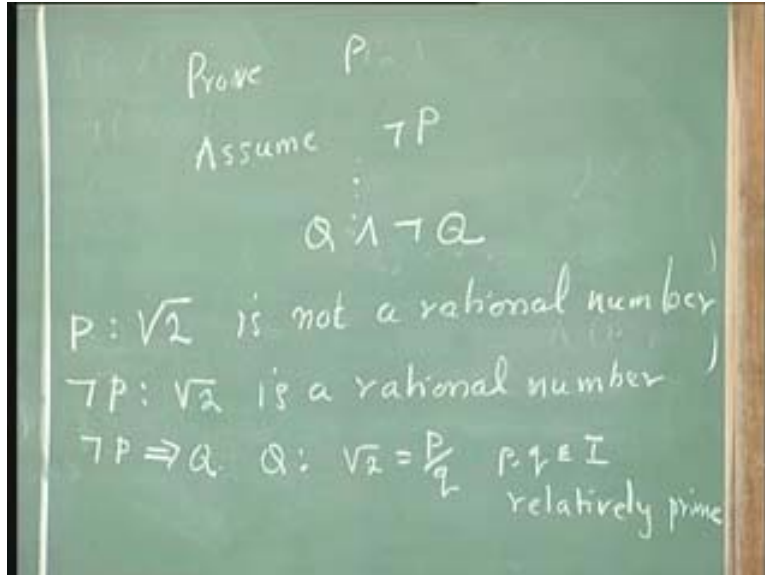 Prove P
Assume ¬P
⋮
Q ∧ ¬Q
P : √2 is not a rational number
¬P : √2 is a rational number
¬P ⇒ Q. Q : √2 = p/q p, q ∈ I
relatively prime